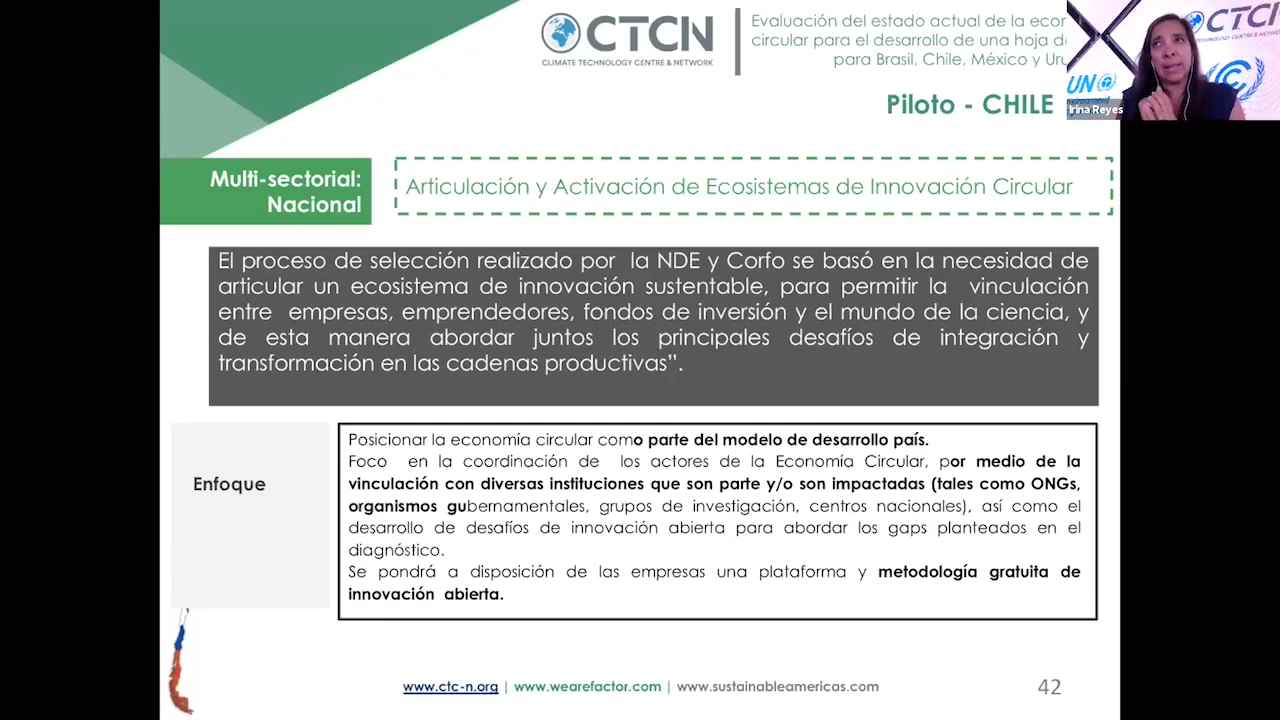 CTCN
CLIMATE TECHNOLOGY CENTRE & NETWORK
Evaluación del estado actual de la
circular para el desarrollo de una hoja
para Brasil, Chile, México y
CTCN
UN
Irina Reyes
Piloto - CHILE
Multi-sectorial:
Nacional
Articulación y Activación de Ecosistemas de Innovación Circular
El proceso de selección realizado por la NDE y Corfo se basó en la necesidad de
articular un ecosistema de innovación sustentable, para permitir la vinculación
entre empresas, emprendedores, fondos de inversión y el mundo de la ciencia, y
de esta manera abordar juntos los principales desafíos de integración y
transformación en las cadenas productivas”.
Enfoque
Posicionar la economía circular como parte del modelo de desarrollo país.
Foco en la coordinación de los actores de la Economía Circular, por medio de la
vinculación con diversas instituciones que son parte y/o son impactadas (tales como ONGs,
organismos gubernamentales, grupos de investigación, centros nacionales), así como el
desarrollo de desafíos de innovación abierta para abordar los gaps planteados en el
diagnóstico.
Se pondrá a disposición de las empresas una plataforma y metodología gratuita de
innovación abierta.
www.ctc-n.org | www.wearefactor.com | www.sustainableamericas.com
42